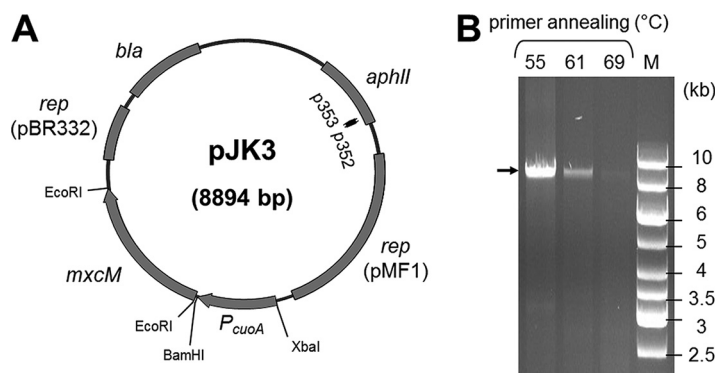 A
bla
aphII
rep
(pBR332)
p353 p352
pJK3
(8894 bp)
EcoRI
mxcM
rep
(pMF1)
EcoRI
BamHI
PcuoA
XbaI
B
primer annealing (°C)
55 61 69 M
(kb)
10
8
6
5
4
3.5
3
2.5